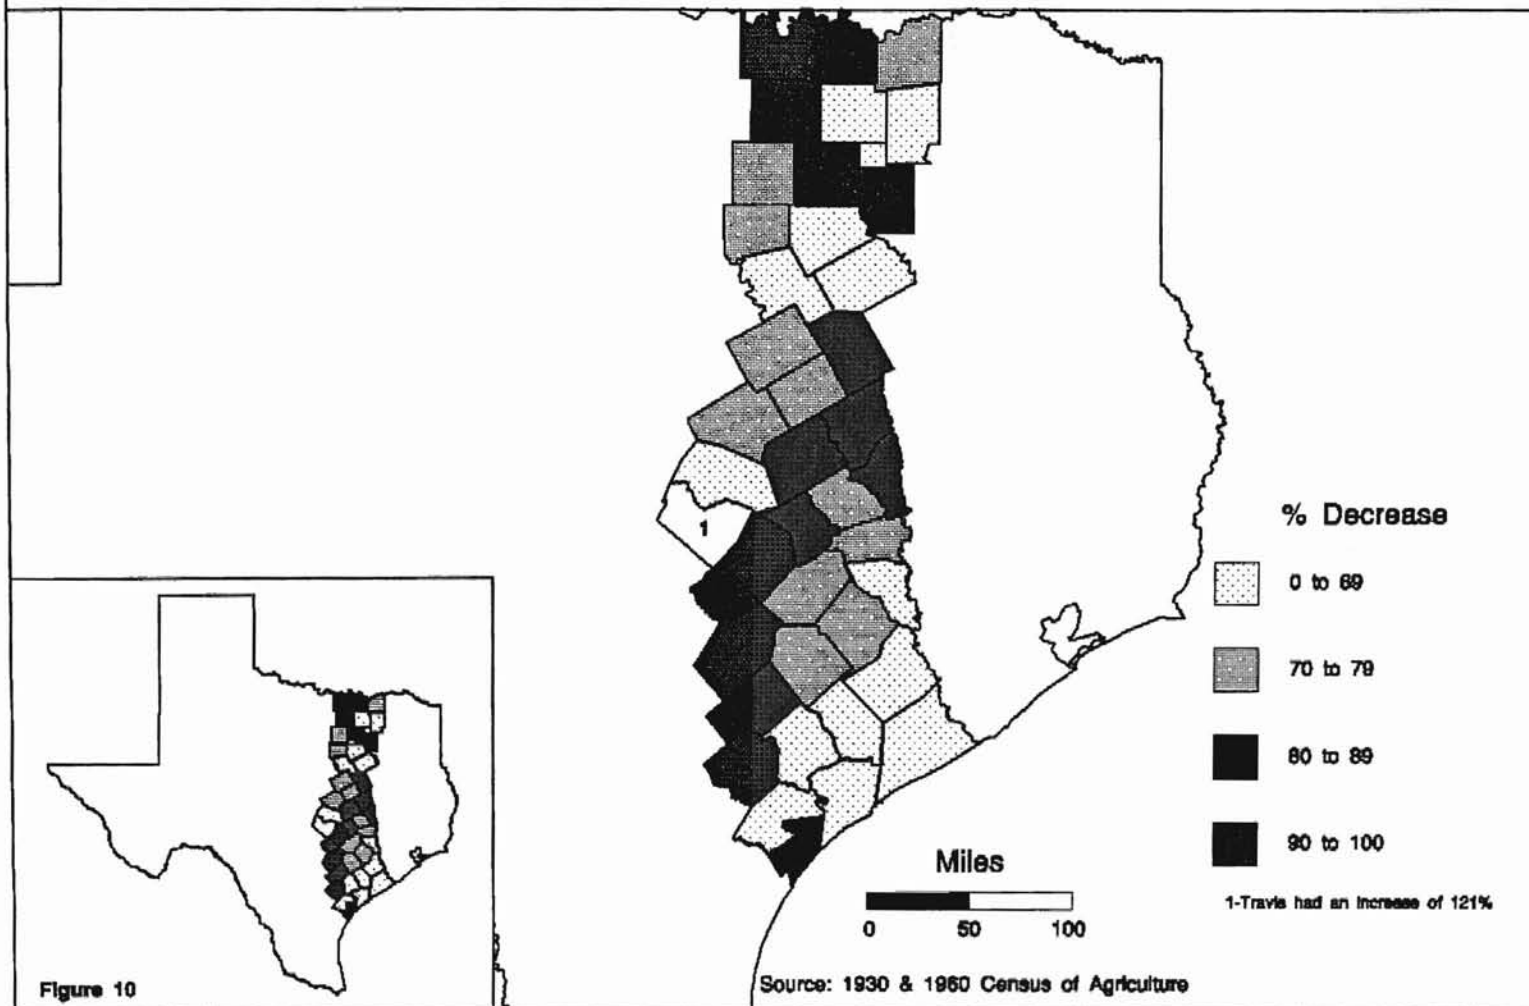 1
% Decrease
0 to 69
70 to 79
80 to 89
90 to 100
1-Travis had an increase of 121%
Miles
0 50 100
Source: 1930 & 1960 Census of Agriculture
Figure 10